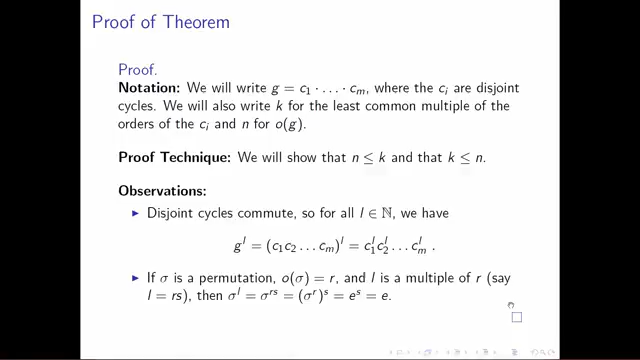 Proof of Theorem
Proof.
Notation: We will write g = c₁ · … · cₘ, where the cᵢ are disjoint
cycles. We will also write k for the least common multiple of the
orders of the cᵢ and n for o(g).
Proof Technique: We will show that n ≤ k and that k ≤ n.
Observations:
▶ Disjoint cycles commute, so for all l ∈ ℕ, we have
gˡ = (c₁c₂ … cₘ)ˡ = c₁ˡc₂ˡ … cₘˡ .
▶ If σ is a permutation, o(σ) = r, and l is a multiple of r (say
l = rs), then σˡ = σʳˢ = (σʳ)ˢ = eˢ = e.